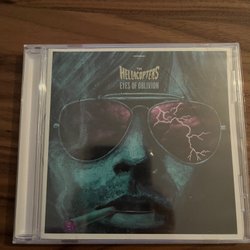 THE
HELLACOPTERS
EYES OF OBLIVION